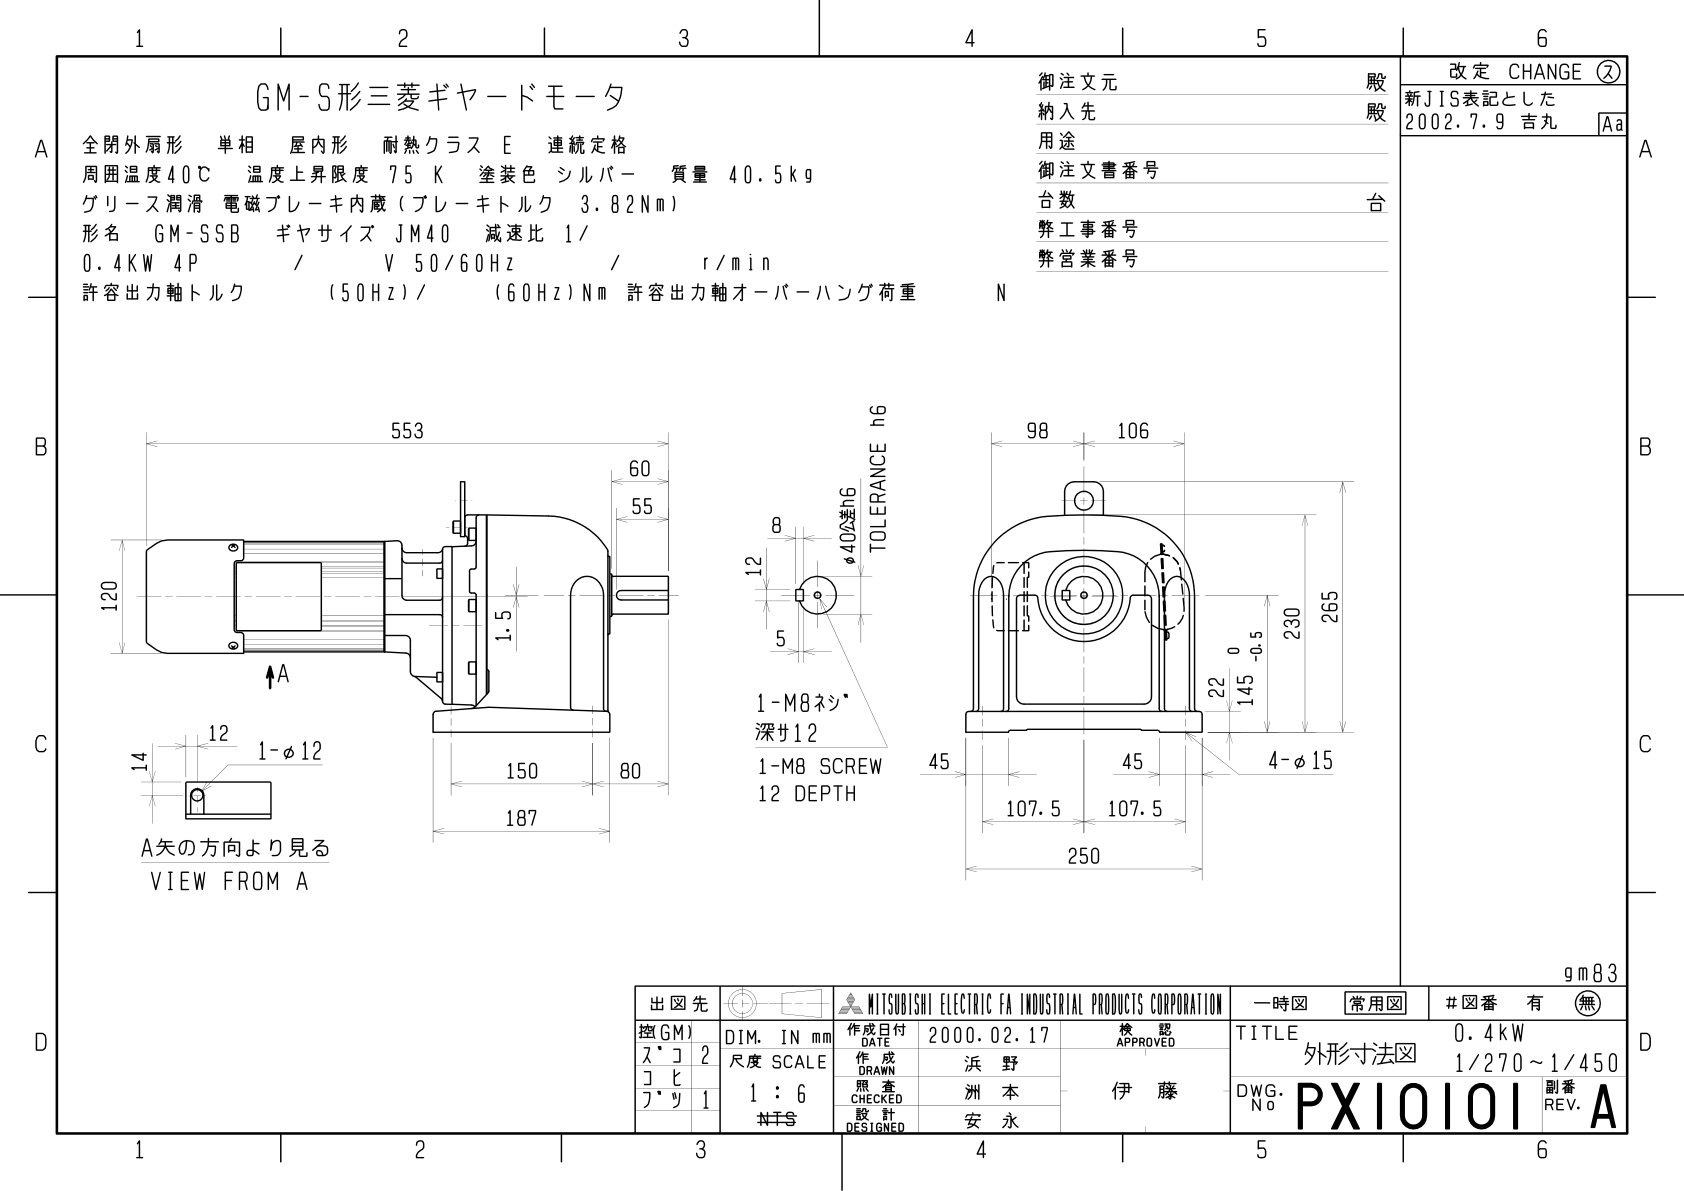 1 2 3 4 5 6
A B C D
A B C D
1 2 3 4 5 6
GM-S形三菱ギヤードモータ
全閉外扇形 単相 屋内形 耐熱クラス E 連続定格
周囲温度40℃ 温度上昇限度 75 K 塗装色 シルバー 質量 40.5kg
グリース潤滑 電磁ブレーキ内蔵(ブレーキトルク 3.82Nm)
形名 GM-SSB ギヤサイズ JM40 減速比 1/
0.4KW 4P / V 50/60Hz / r/min
許容出力軸トルク (50Hz)/ (60Hz)Nm 許容出力軸オーバーハング荷重 N
御注文元 殿
納入先 殿
用途
御注文書番号
台数 台
弊工事番号
弊営業番号
改定 CHANGE ス
新JIS表記とした
2002.7.9 吉丸 Aa
553
60
55
120
1.5
A
150
80
187
12
14
1-φ12
A矢の方向より見る
VIEW FROM A
8
12
5
φ40公差h6
TOLERANCE h6
1-M8ネジ
深サ12
1-M8 SCREW
12 DEPTH
98
106
265
230
145 0 -0.5
22
45
45
4-φ15
107.5
107.5
250
gm83
出図先
控(GM)
ズコ 2
コヒ
ブツ 1
DIM. IN mm
尺度 SCALE
1 : 6
NTS
MITSUBISHI ELECTRIC FA INDUSTRIAL PRODUCTS CORPORATION
作成日付 DATE 2000.02.17
作成 DRAWN 浜野
照査 CHECKED 洲本
設計 DESIGNED 安永
検認 APPROVED
伊藤
一時図 常用図
#図番 有 無
TITLE
外形寸法図
0.4kW
1/270~1/450
DWG. No PX10101
副番 REV. A